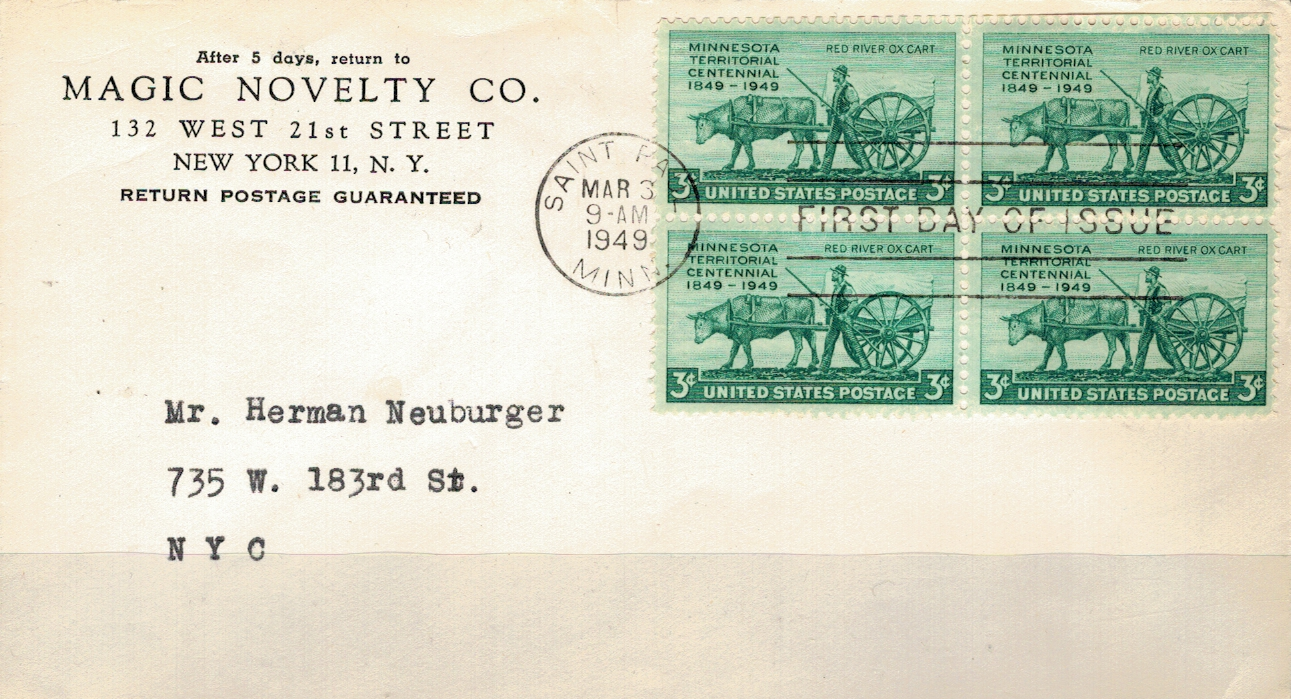 After 5 days, return to
MAGIC NOVELTY CO.
132 WEST 21st STREET
NEW YORK 11, N. Y.
RETURN POSTAGE GUARANTEED
SAINT PA
MAR 3
9-AM
1949
MINN.
FIRST DAY OF ISSUE
MINNESOTA
TERRITORIAL
CENTENNIAL
1849-1949
RED RIVER OX CART
3¢ UNITED STATES POSTAGE 3¢
MINNESOTA
TERRITORIAL
CENTENNIAL
1849-1949
RED RIVER OX CART
3¢ UNITED STATES POSTAGE 3¢
MINNESOTA
TERRITORIAL
CENTENNIAL
1849-1949
RED RIVER OX CART
3¢ UNITED STATES POSTAGE 3¢
MINNESOTA
TERRITORIAL
CENTENNIAL
1849-1949
RED RIVER OX CART
3¢ UNITED STATES POSTAGE 3¢
Mr. Herman Neuburger
735 W. 183rd St.
N Y C